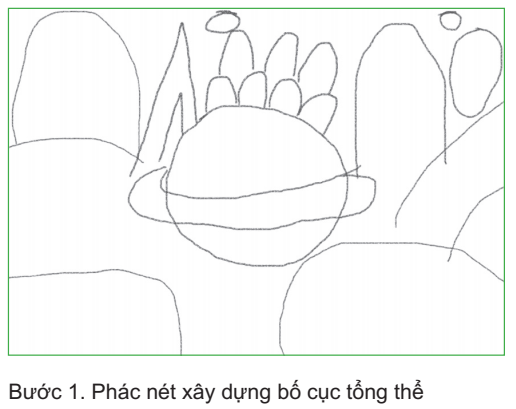 Bước 1. Phác nét xây dựng bố cục tổng thể